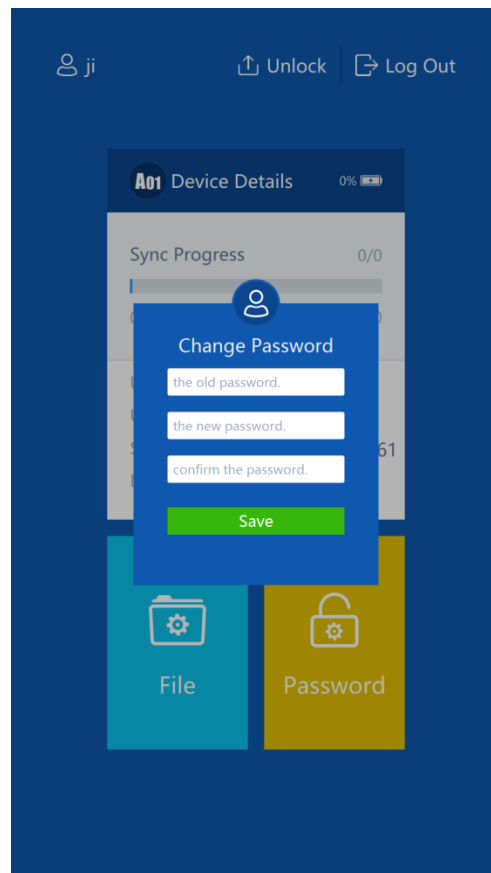 ji
Unlock
Log Out
A01 Device Details 0%
Sync Progress 0/0
Change Password
the old password.
the new password.
61
confirm the password.
Save
File
Password